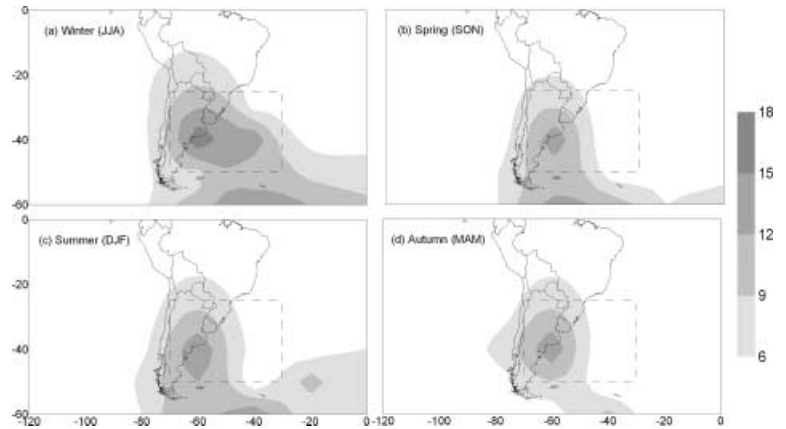 0
(a) Winter (JJA)
(b) Spring (SON)
-20
-40
-60
18
15
12
9
6
0
(c) Summer (DJF)
(d) Autumn (MAM)
-20
-40
-60
-120 -100 -80 -60 -40 -20 0
-120 -100 -80 -60 -40 -20 0